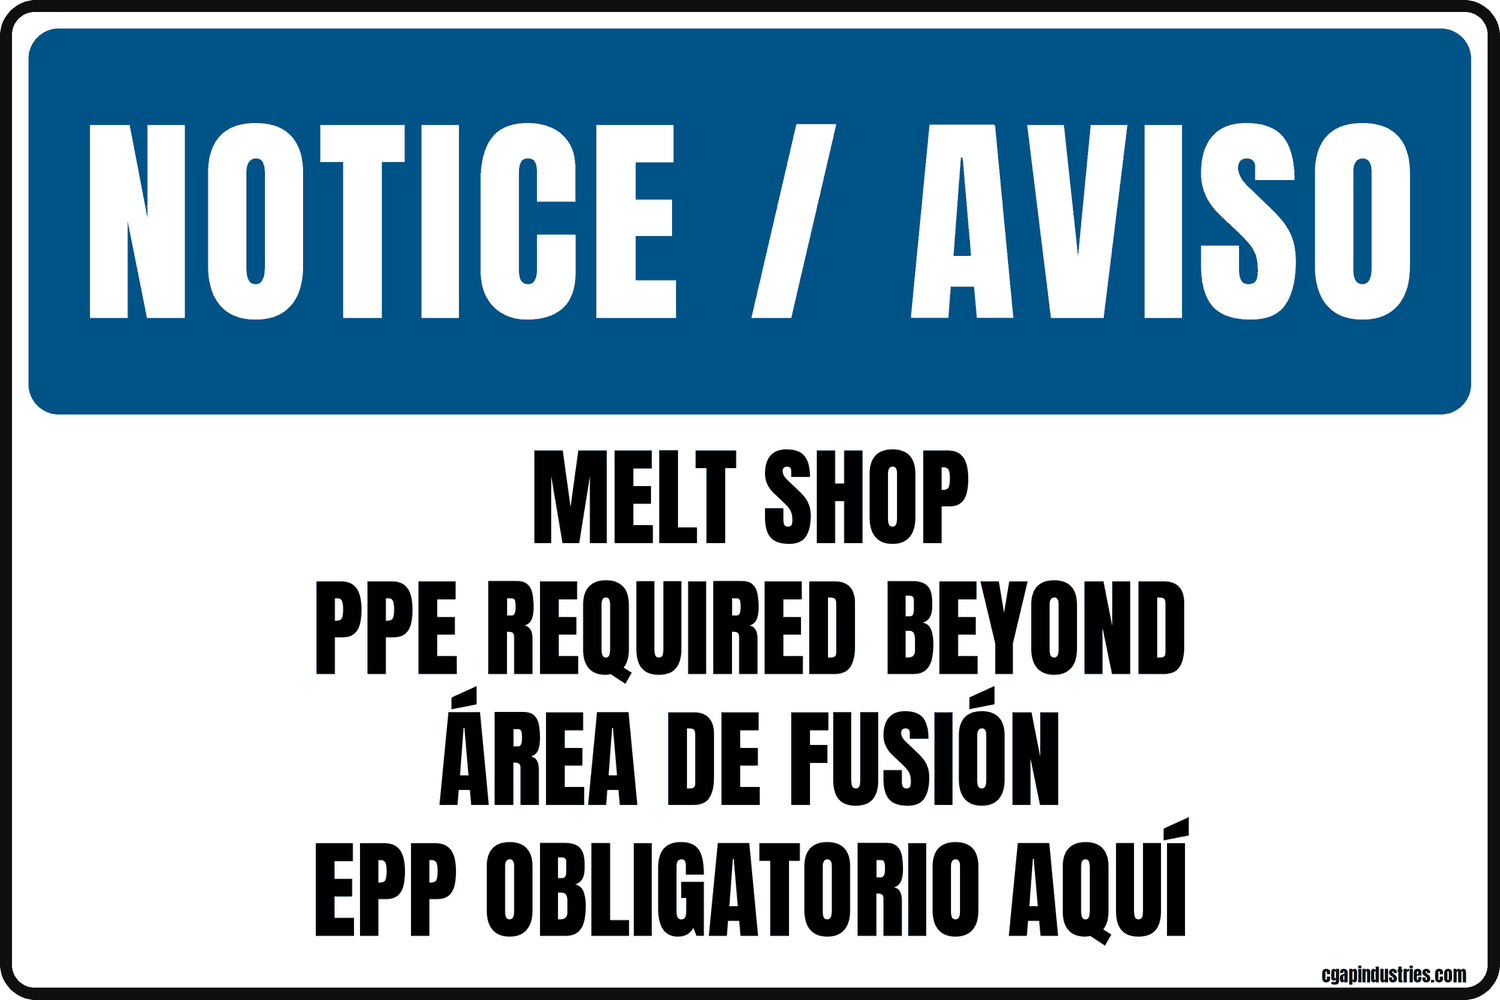 NOTICE / AVISO
MELT SHOP
PPE REQUIRED BEYOND
ÁREA DE FUSIÓN
EPP OBLIGATORIO AQUÍ
cgapindustries.com